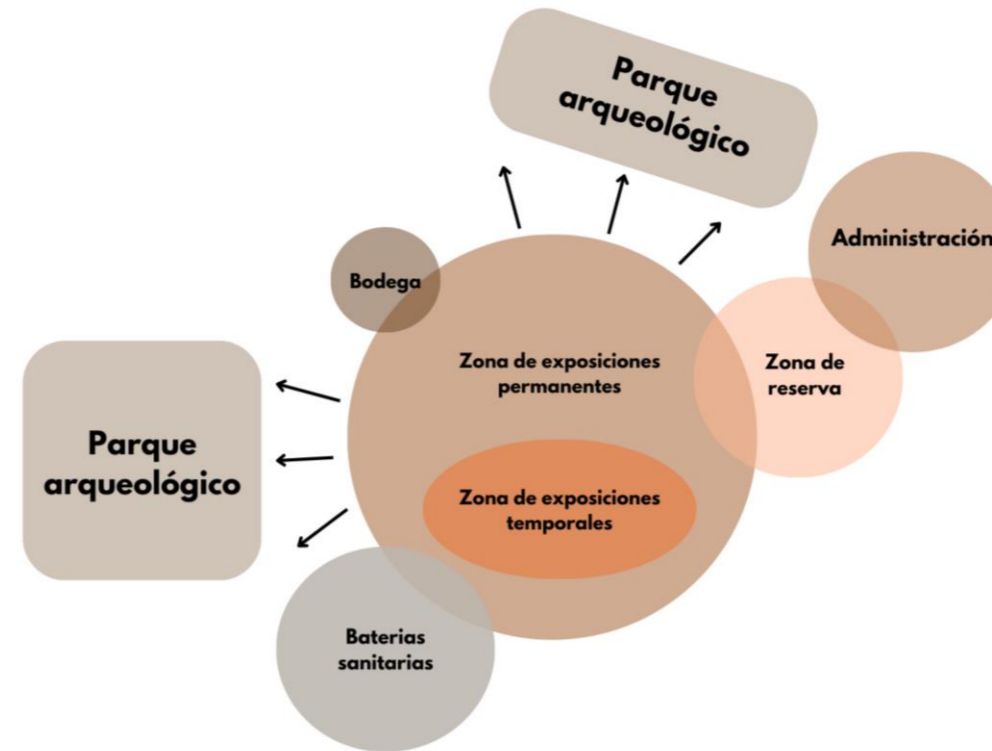 Parque
arqueológico
Administración
Bodega
Zona de exposiciones
permanentes
Zona de
reserva
Parque
arqueológico
Zona de exposiciones
temporales
Baterias
sanitarias